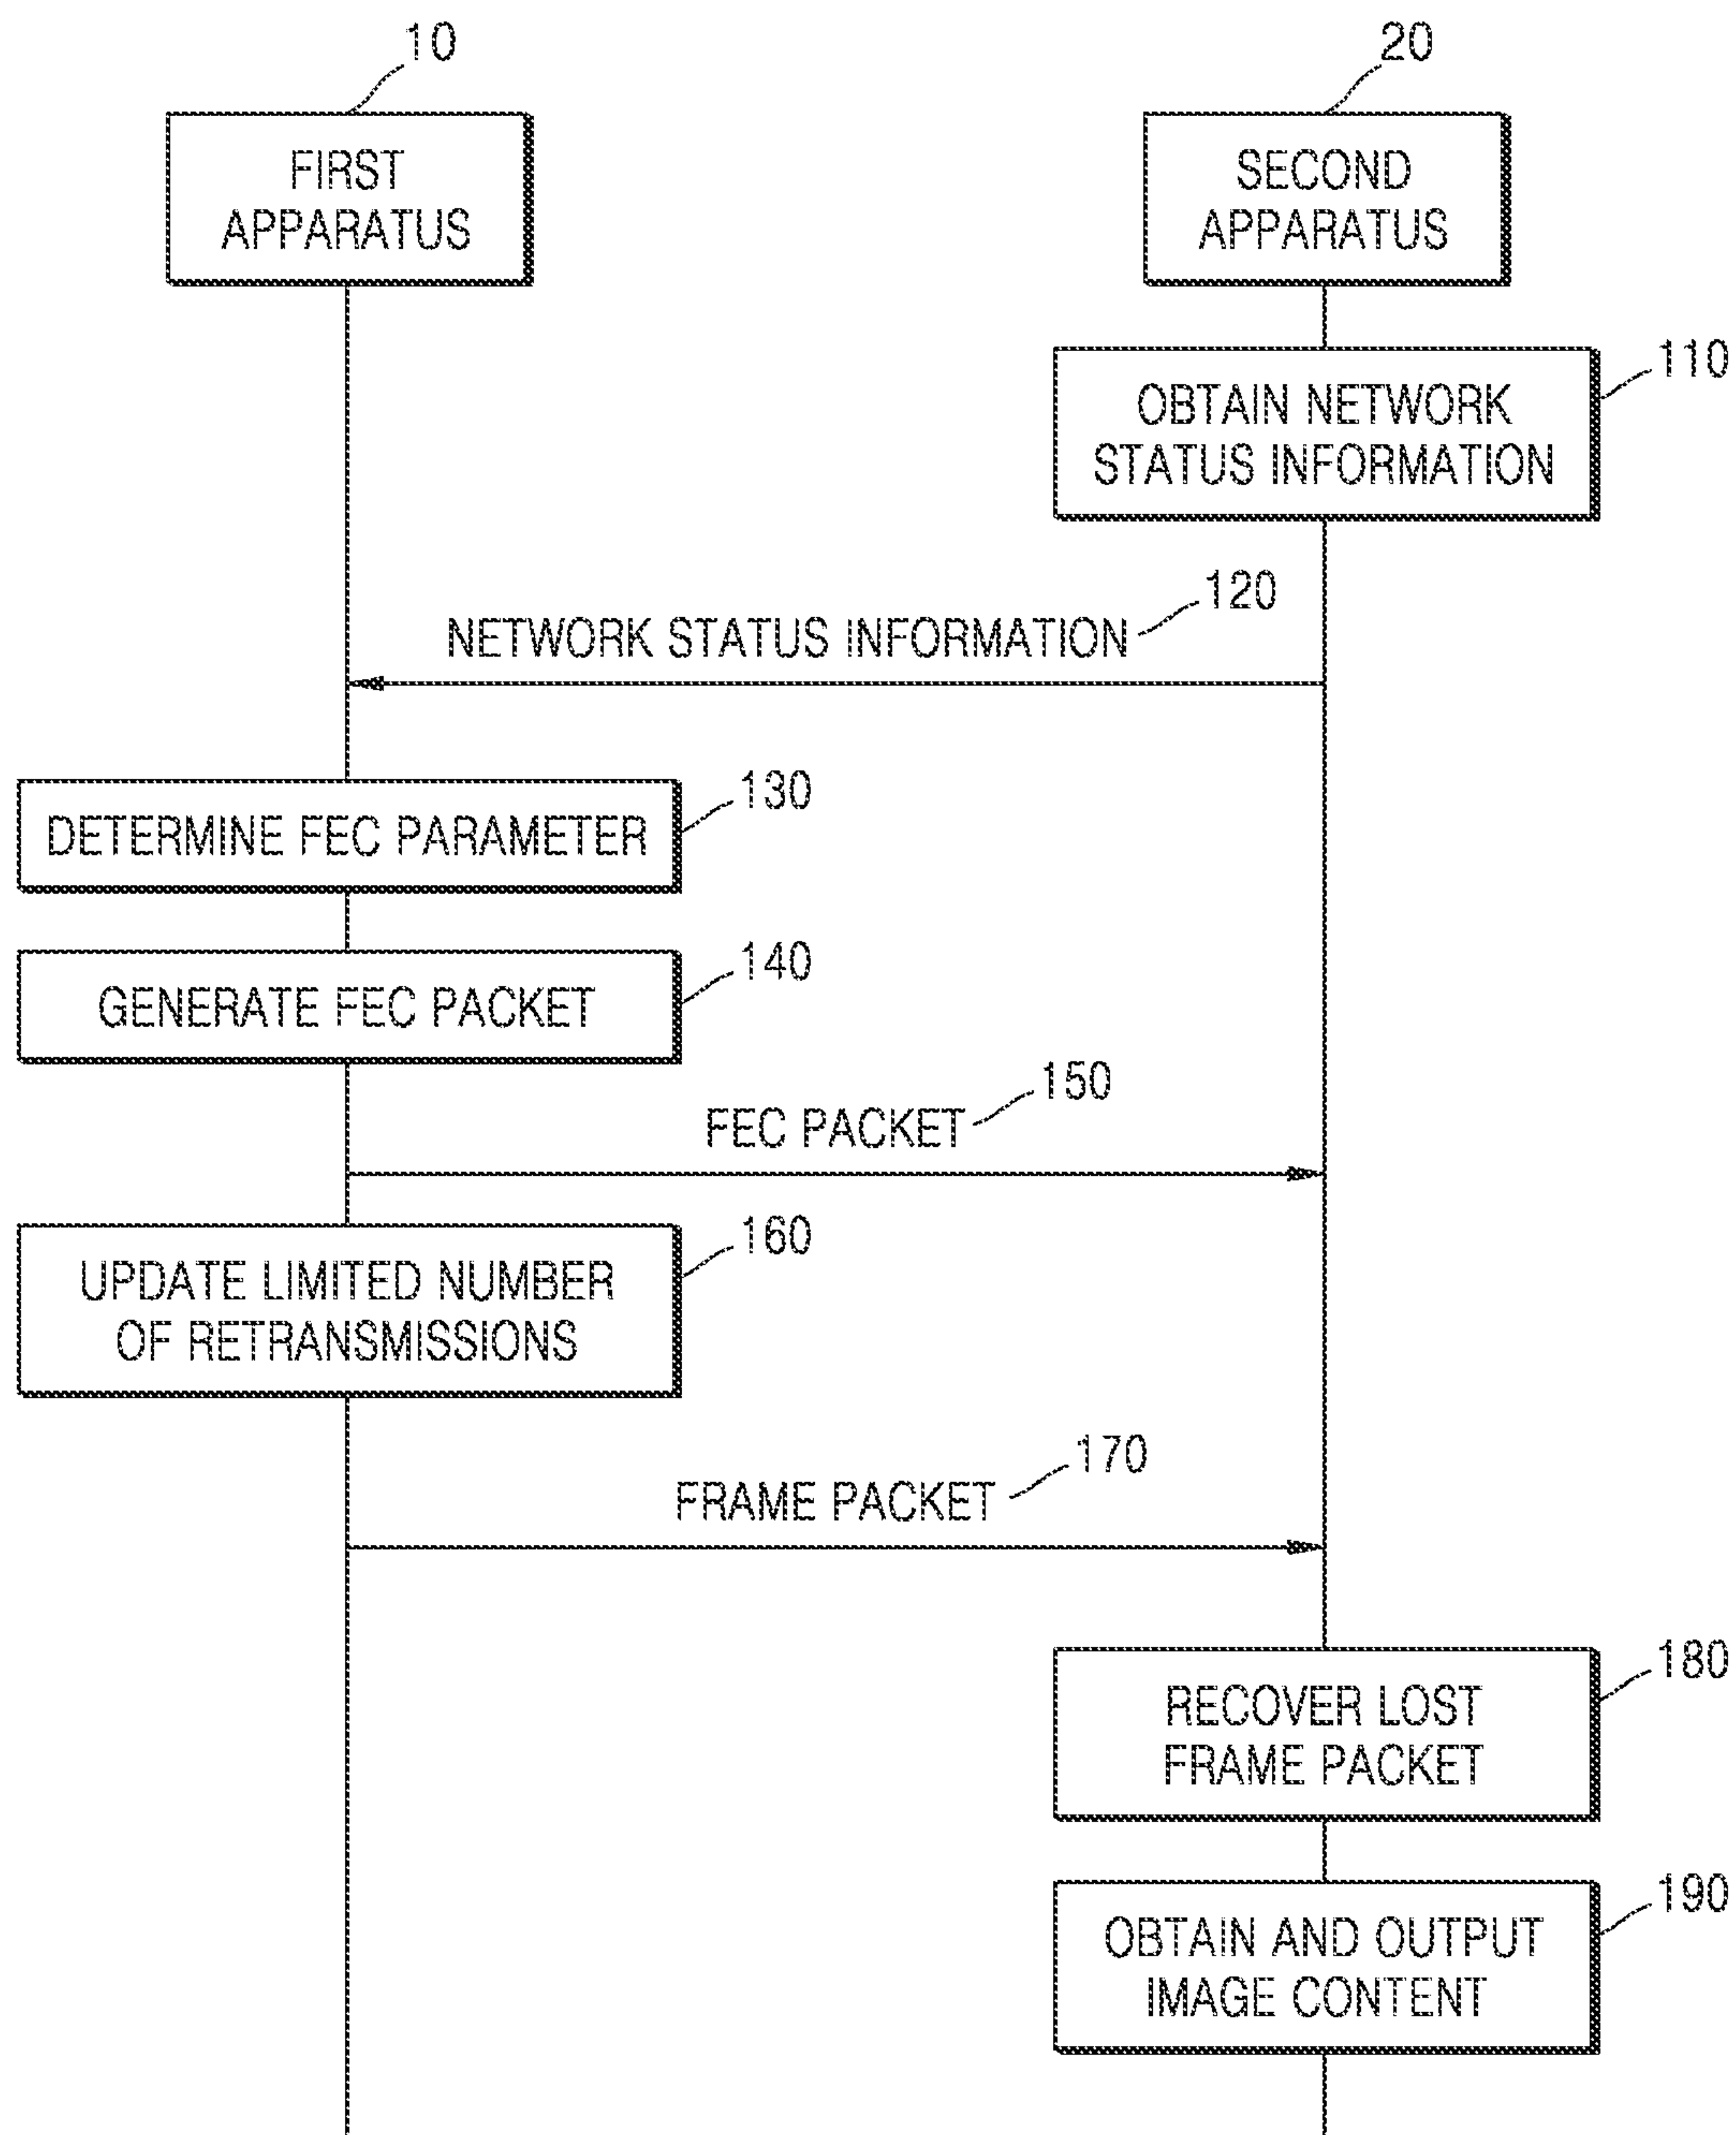 10
20
FIRST
APPARATUS
SECOND
APPARATUS
110
OBTAIN NETWORK
STATUS INFORMATION
120
NETWORK STATUS INFORMATION
130
DETERMINE FEC PARAMETER
140
GENERATE FEC PACKET
150
FEC PACKET
160
UPDATE LIMITED NUMBER
OF RETRANSMISSIONS
170
FRAME PACKET
180
RECOVER LOST
FRAME PACKET
190
OBTAIN AND OUTPUT
IMAGE CONTENT